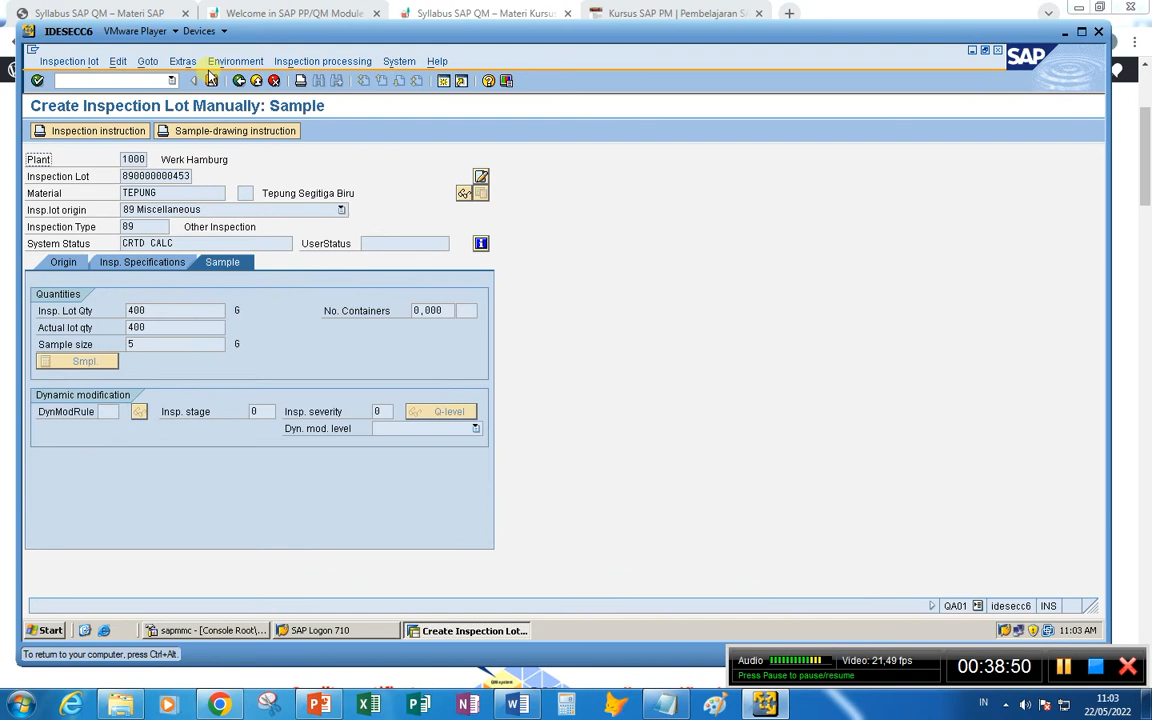 Syllabus SAP QM – Materi SAP
Welcome in SAP PP/QM Module
Syllabus SAP QM – Materi Kursus
Kursus SAP PM | Pembelajaran SA
IDESECC6 VMware Player Devices
Inspection lot Edit Goto Extras Environment Inspection processing System Help
SAP
Create Inspection Lot Manually: Sample
Inspection instruction Sample-drawing instruction
Plant 1000 Werk Hamburg
Inspection Lot 890000000453
Material TEPUNG Tepung Segitiga Biru
Insp.lot origin 89 Miscellaneous
Inspection Type 89 Other Inspection
System Status CRTD CALC UserStatus
Origin Insp. Specifications Sample
Quantities
Insp. Lot Qty 400 G No. Containers 0,000
Actual lot qty 400
Sample size 5 G
Smpl.
Dynamic modification
DynModRule Insp. stage 0 Insp. severity 0 Q-level
Dyn. mod. level
QA01 idesecc6 INS
Start sapmmc - [Console Root\... SAP Logon 710 Create Inspection Lot... 11:03 AM
To return to your computer, press Ctrl+Alt.
Audio Video: 21,49 fps
Press Pause to pause/resume
00:38:50
IN 11:03
22/05/2022